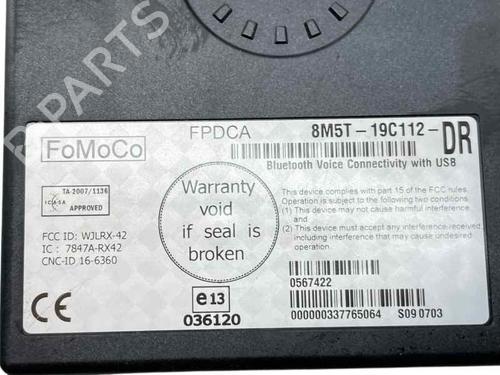 B-PARTS
FPDCA 8M5T-19C112-DR
FoMoCo
Bluetooth Voice Connectivity with USB
TA-2007/1136
ICASA
APPROVED
Warranty
void
if seal is
broken
This device complies with part 15 of the FCC rules.
Operation is subject to the following two conditions:
(1) This device may not cause harmful interference,
and
(2) This device must accept any interference received,
including interference that may cause undesired
operation.
FCC ID: WJLRX-42
IC : 7847A-RX42
CNC-ID 16-6360
CE
e13
036120
0567422
000000337765064 S090703